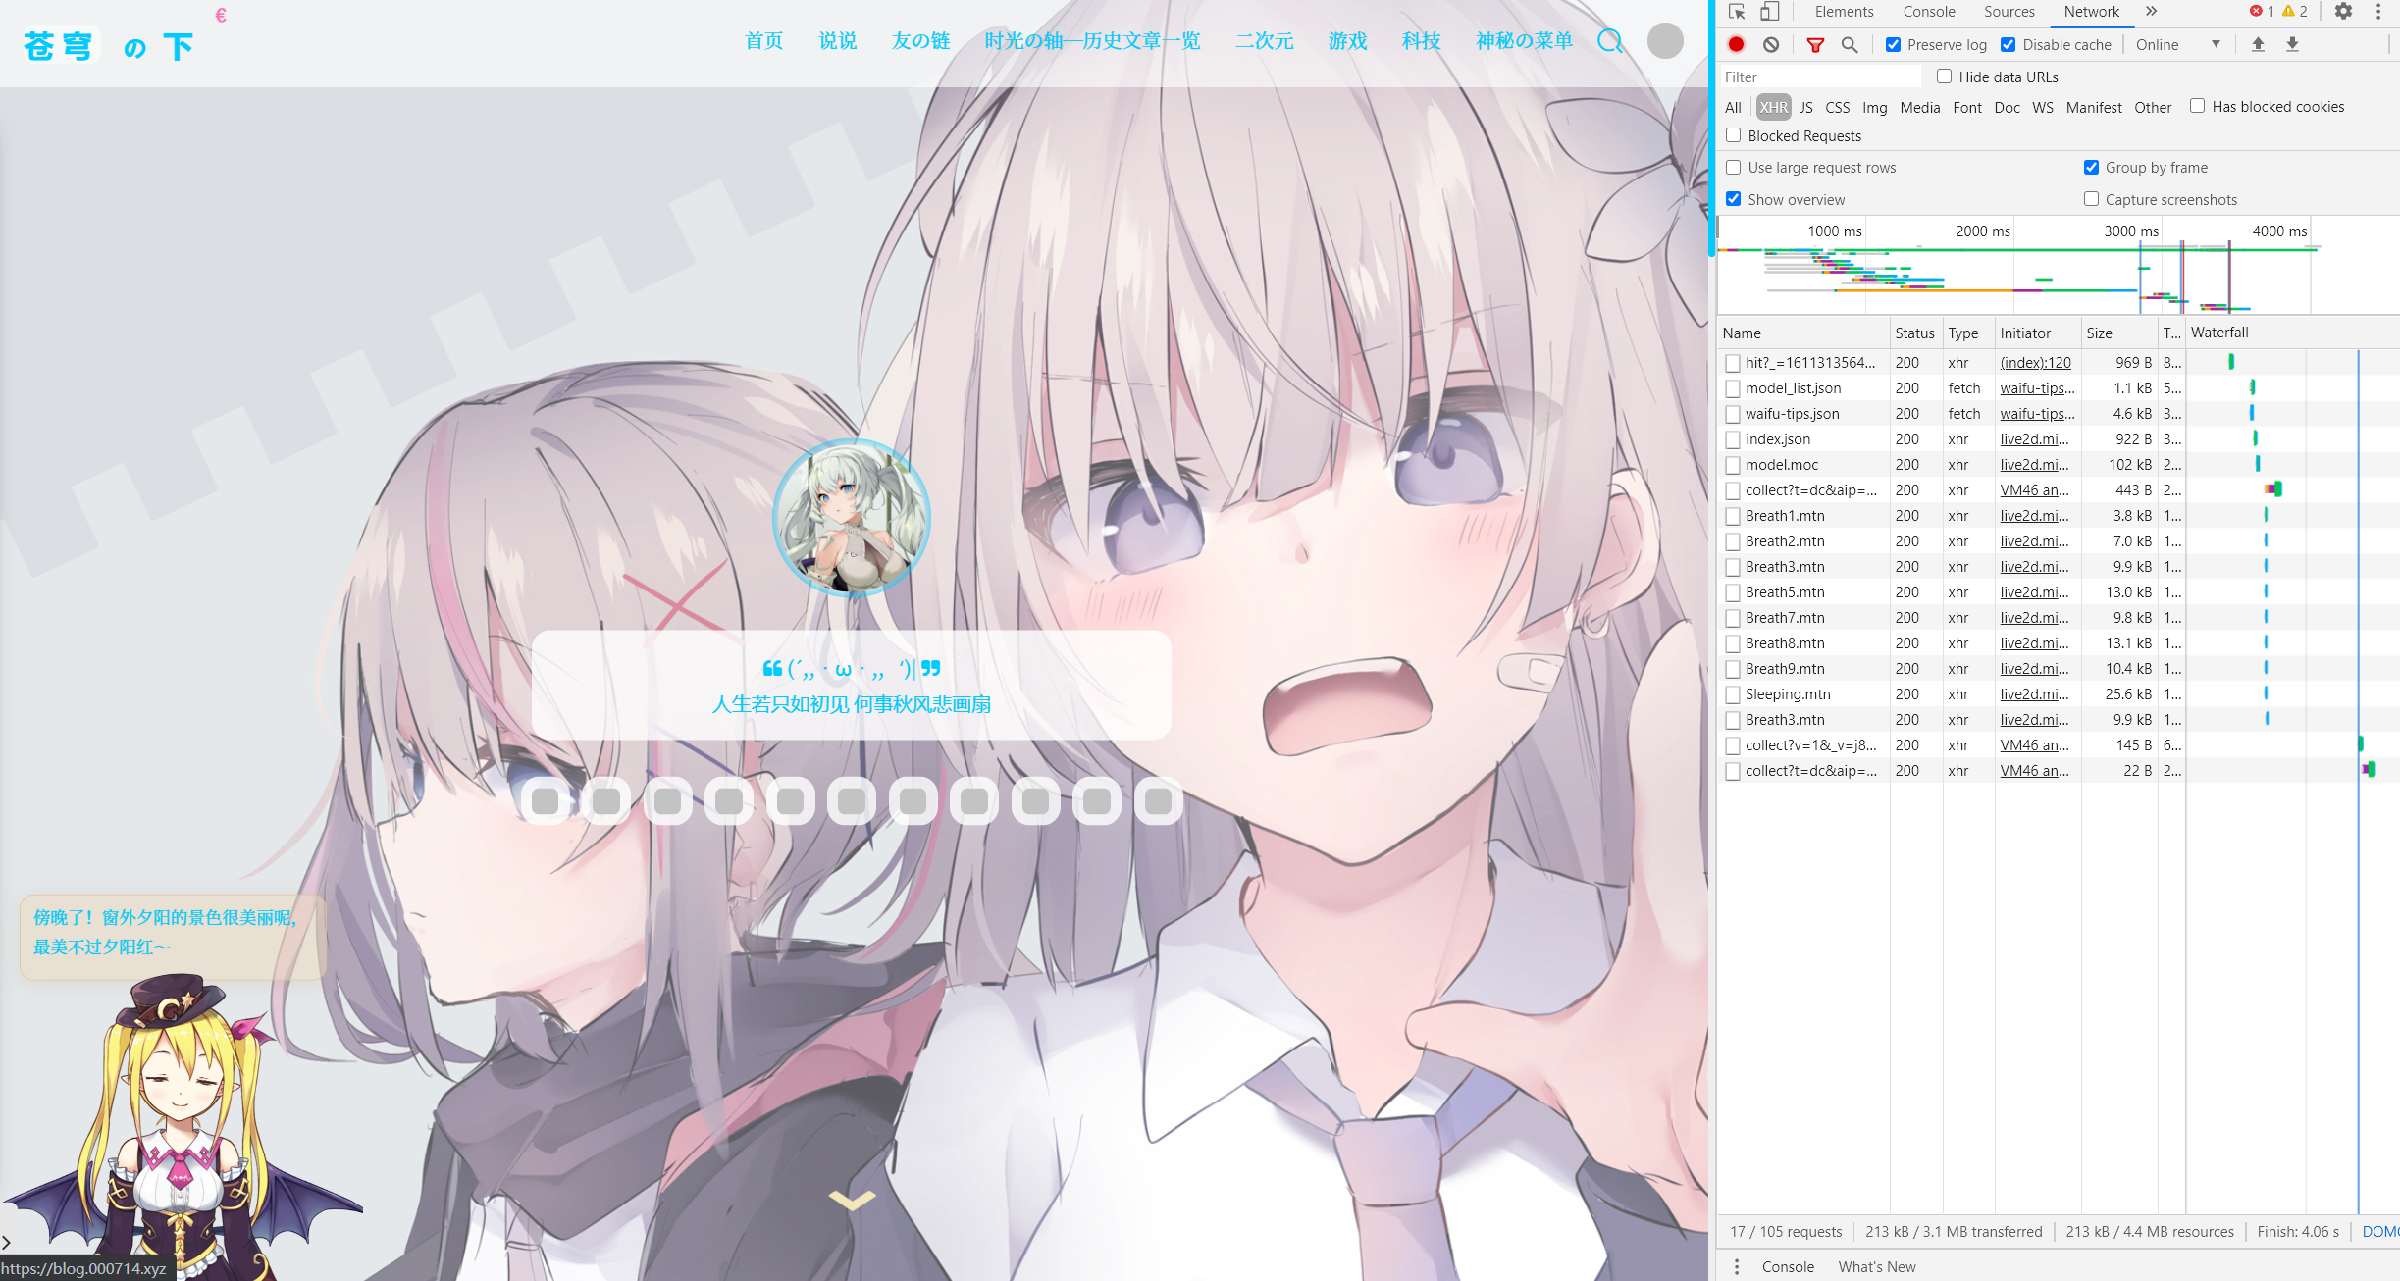 €
苍穹 の 下
首页 说说 友の链 时光の轴—历史文章一览 二次元 游戏 科技 神秘の菜单
(´,,·ω·,,‘)|
人生若只如初见 何事秋风悲画扇
傍晚了！窗外夕阳的景色很美丽呢，
最美不过夕阳红~
https://blog.000714.xyz
Elements Console Sources Network 1 2
Preserve log Disable cache Online
Filter Hide data URLs
All XHR JS CSS Img Media Font Doc WS Manifest Other Has blocked cookies
Blocked Requests
Use large request rows Group by frame
Show overview Capture screenshots
1000 ms 2000 ms 3000 ms 4000 ms
Name Status Type Initiator Size T... Waterfall
hit?_=1611313564... 200 xhr (index):120 969 B 8...
model_list.json 200 fetch waifu-tips... 1.1 kB 5...
waifu-tips.json 200 fetch waifu-tips... 4.6 kB 3...
index.json 200 xhr live2d.mi... 922 B 3...
model.moc 200 xhr live2d.mi... 102 kB 2...
collect?t=dc&aip=... 200 xhr VM46 an... 443 B 2...
Breath1.mtn 200 xhr live2d.mi... 3.8 kB 1...
Breath2.mtn 200 xhr live2d.mi... 7.0 kB 1...
Breath3.mtn 200 xhr live2d.mi... 9.9 kB 1...
Breath5.mtn 200 xhr live2d.mi... 13.0 kB 1...
Breath7.mtn 200 xhr live2d.mi... 9.8 kB 1...
Breath8.mtn 200 xhr live2d.mi... 13.1 kB 1...
Breath9.mtn 200 xhr live2d.mi... 10.4 kB 1...
Sleeping.mtn 200 xhr live2d.mi... 25.6 kB 1...
Breath3.mtn 200 xhr live2d.mi... 9.9 kB 1...
collect?v=1&_v=j8... 200 xhr VM46 an... 145 B 6...
collect?t=dc&aip=... 200 xhr VM46 an... 22 B 2...
17 / 105 requests 213 kB / 3.1 MB transferred 213 kB / 4.4 MB resources Finish: 4.06 s DOMC
Console What's New